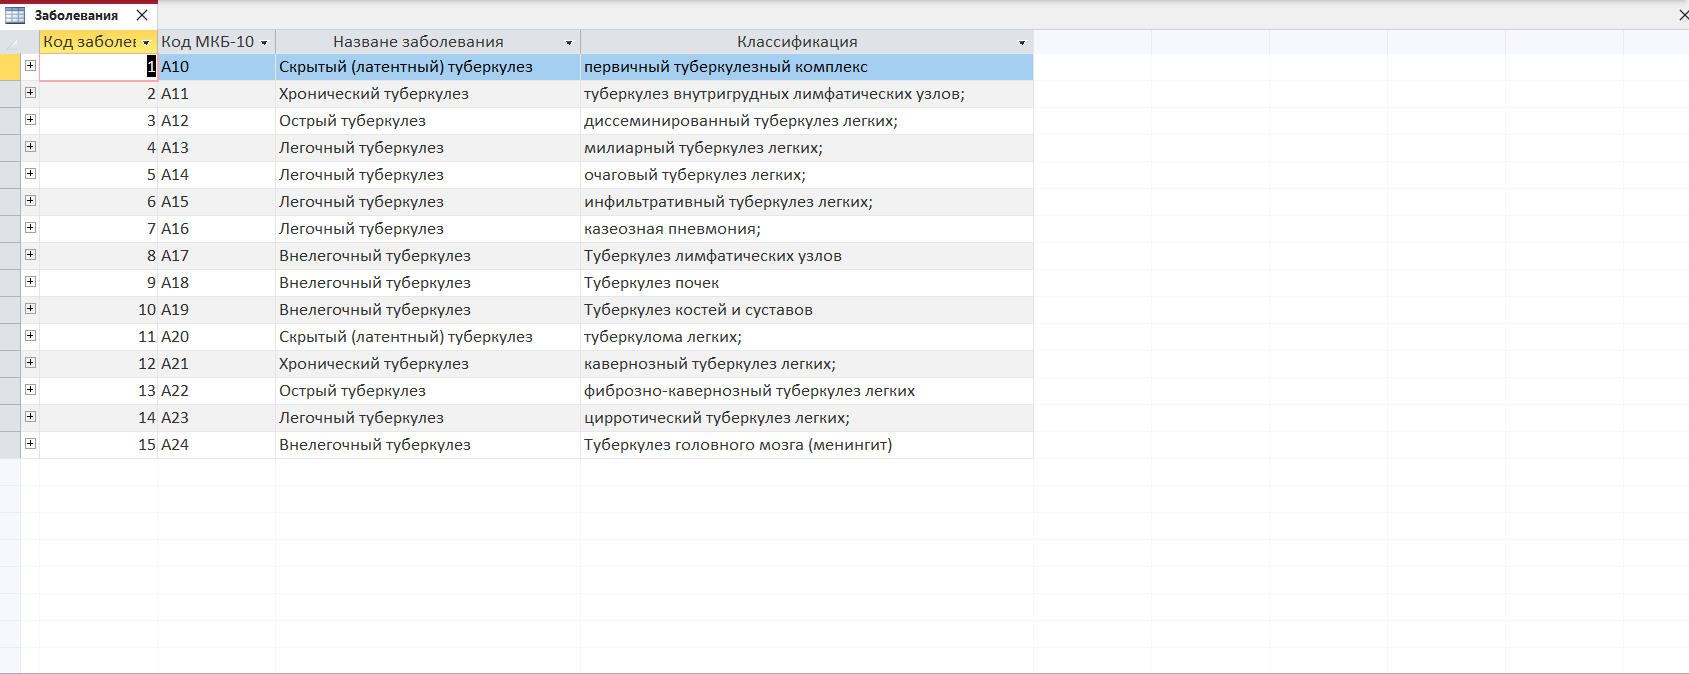 Заболевания
Код заболев Код МКБ-10 Назване заболевания Классификация
1 A10 Скрытый (латентный) туберкулез первичный туберкулезный комплекс
2 A11 Хронический туберкулез туберкулез внутригрудных лимфатических узлов;
3 A12 Острый туберкулез диссеминированный туберкулез легких;
4 A13 Легочный туберкулез милиарный туберкулез легких;
5 A14 Легочный туберкулез очаговый туберкулез легких;
6 A15 Легочный туберкулез инфильтративный туберкулез легких;
7 A16 Легочный туберкулез казеозная пневмония;
8 A17 Внелегочный туберкулез Туберкулез лимфатических узлов
9 A18 Внелегочный туберкулез Туберкулез почек
10 A19 Внелегочный туберкулез Туберкулез костей и суставов
11 A20 Скрытый (латентный) туберкулез туберкулома легких;
12 A21 Хронический туберкулез кавернозный туберкулез легких;
13 A22 Острый туберкулез фиброзно-кавернозный туберкулез легких
14 A23 Легочный туберкулез цирротический туберкулез легких;
15 A24 Внелегочный туберкулез Туберкулез головного мозга (менингит)